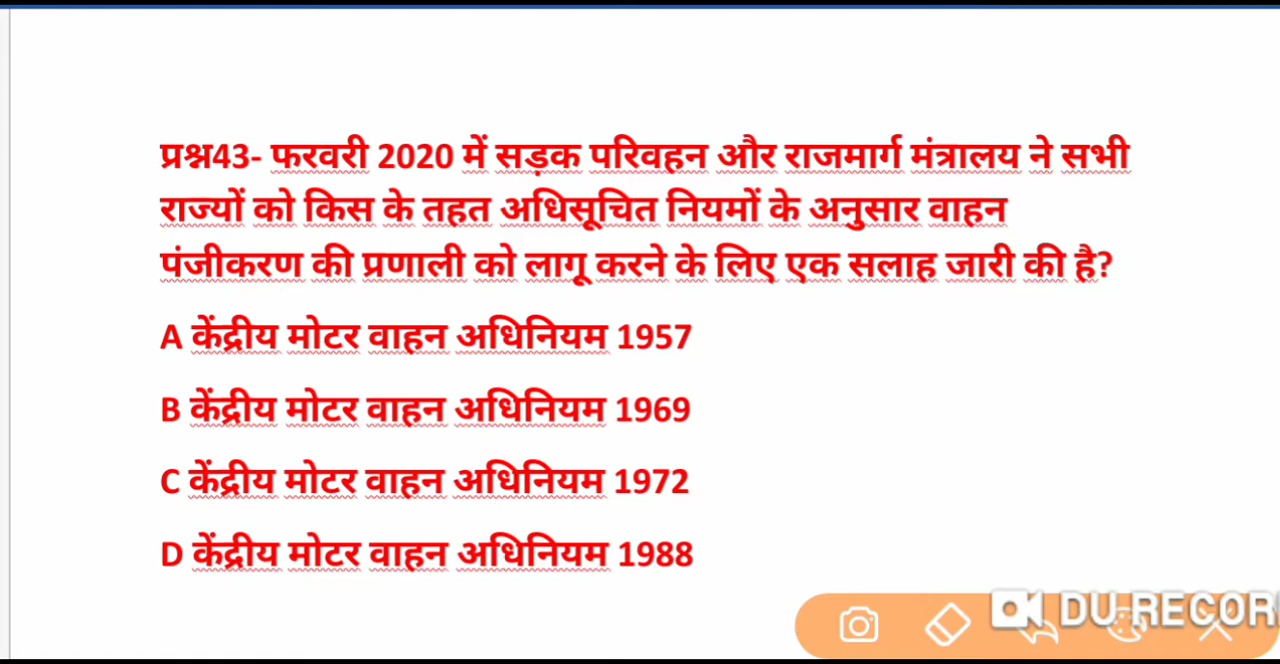 प्रश्न43- फरवरी 2020 में सड़क परिवहन और राजमार्ग मंत्रालय ने सभी
राज्यों को किस के तहत अधिसूचित नियमों के अनुसार वाहन
पंजीकरण की प्रणाली को लागू करने के लिए एक सलाह जारी की है?
A केंद्रीय मोटर वाहन अधिनियम 1957
B केंद्रीय मोटर वाहन अधिनियम 1969
C केंद्रीय मोटर वाहन अधिनियम 1972
D केंद्रीय मोटर वाहन अधिनियम 1988
DU RECOR